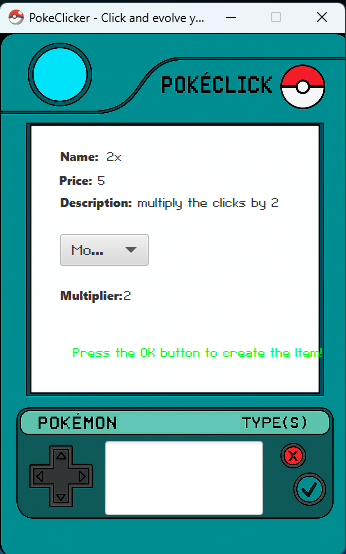 PokeClicker - Click and evolve y...
POKÉCLICK
Name: 2x
Price: 5
Description: multiply the clicks by 2
Mo...
Multiplier:2
Press the OK button to create the Item!
POKÉMON TYPE(S)